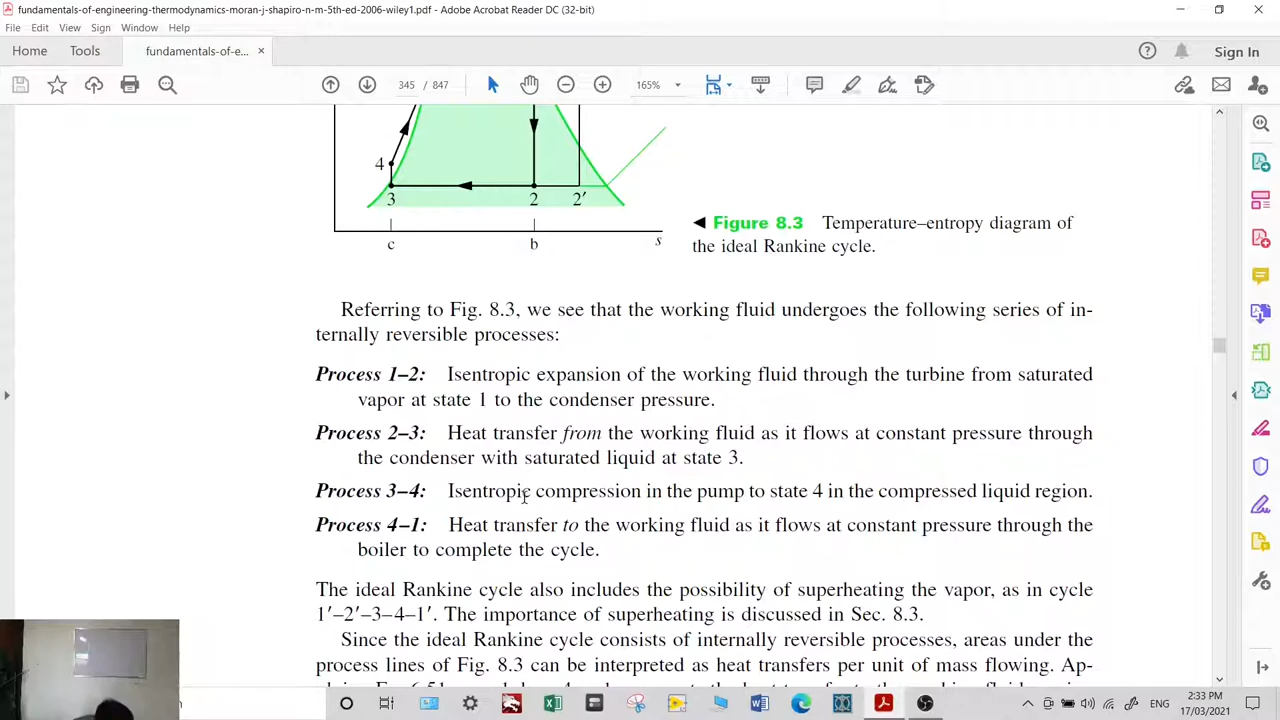 fundamentals-of-engineering-thermodynamics-moran-j-shapiro-n-m-5th-ed-2006-wiley1.pdf - Adobe Acrobat Reader DC (32-bit)
File Edit View Sign Window Help
Home Tools fundamentals-of-e... × Sign In
345 / 847 165%
4
3 2 2′
c b s
◄ Figure 8.3 Temperature–entropy diagram of
the ideal Rankine cycle.
Referring to Fig. 8.3, we see that the working fluid undergoes the following series of in-
ternally reversible processes:
Process 1–2: Isentropic expansion of the working fluid through the turbine from saturated
vapor at state 1 to the condenser pressure.
Process 2–3: Heat transfer from the working fluid as it flows at constant pressure through
the condenser with saturated liquid at state 3.
Process 3–4: Isentropic compression in the pump to state 4 in the compressed liquid region.
Process 4–1: Heat transfer to the working fluid as it flows at constant pressure through the
boiler to complete the cycle.
The ideal Rankine cycle also includes the possibility of superheating the vapor, as in cycle
1′–2′–3–4–1′. The importance of superheating is discussed in Sec. 8.3.
Since the ideal Rankine cycle consists of internally reversible processes, areas under the
process lines of Fig. 8.3 can be interpreted as heat transfers per unit of mass flowing. Ap-
ENG 2:33 PM
17/03/2021